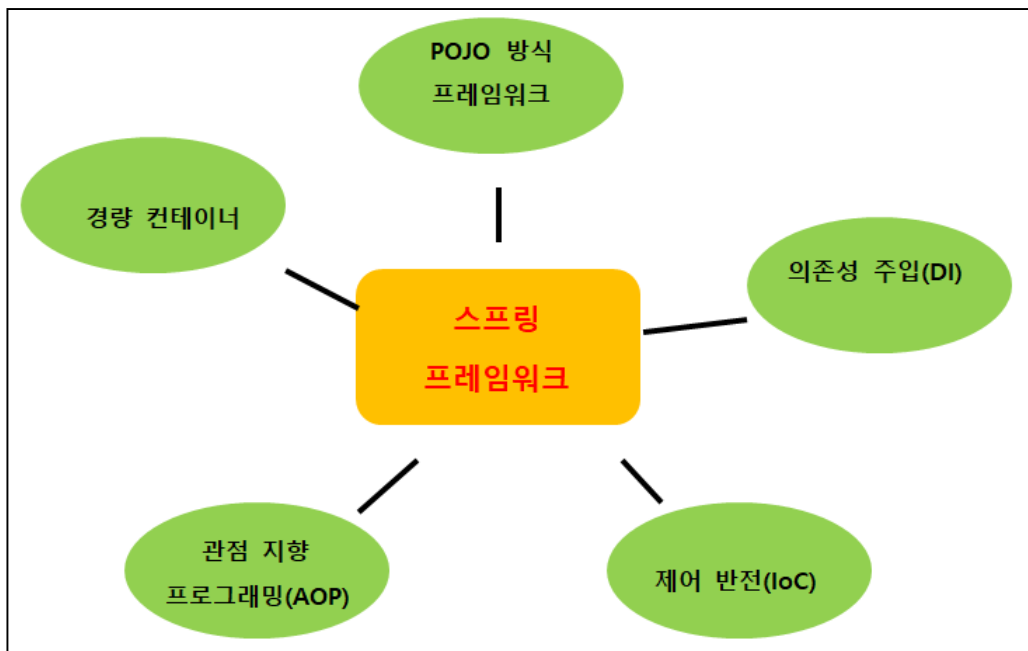 POJO 방식
프레임워크
경량 컨테이너
의존성 주입(DI)
스프링
프레임워크
관점 지향
프로그래밍(AOP)
제어 반전(IoC)